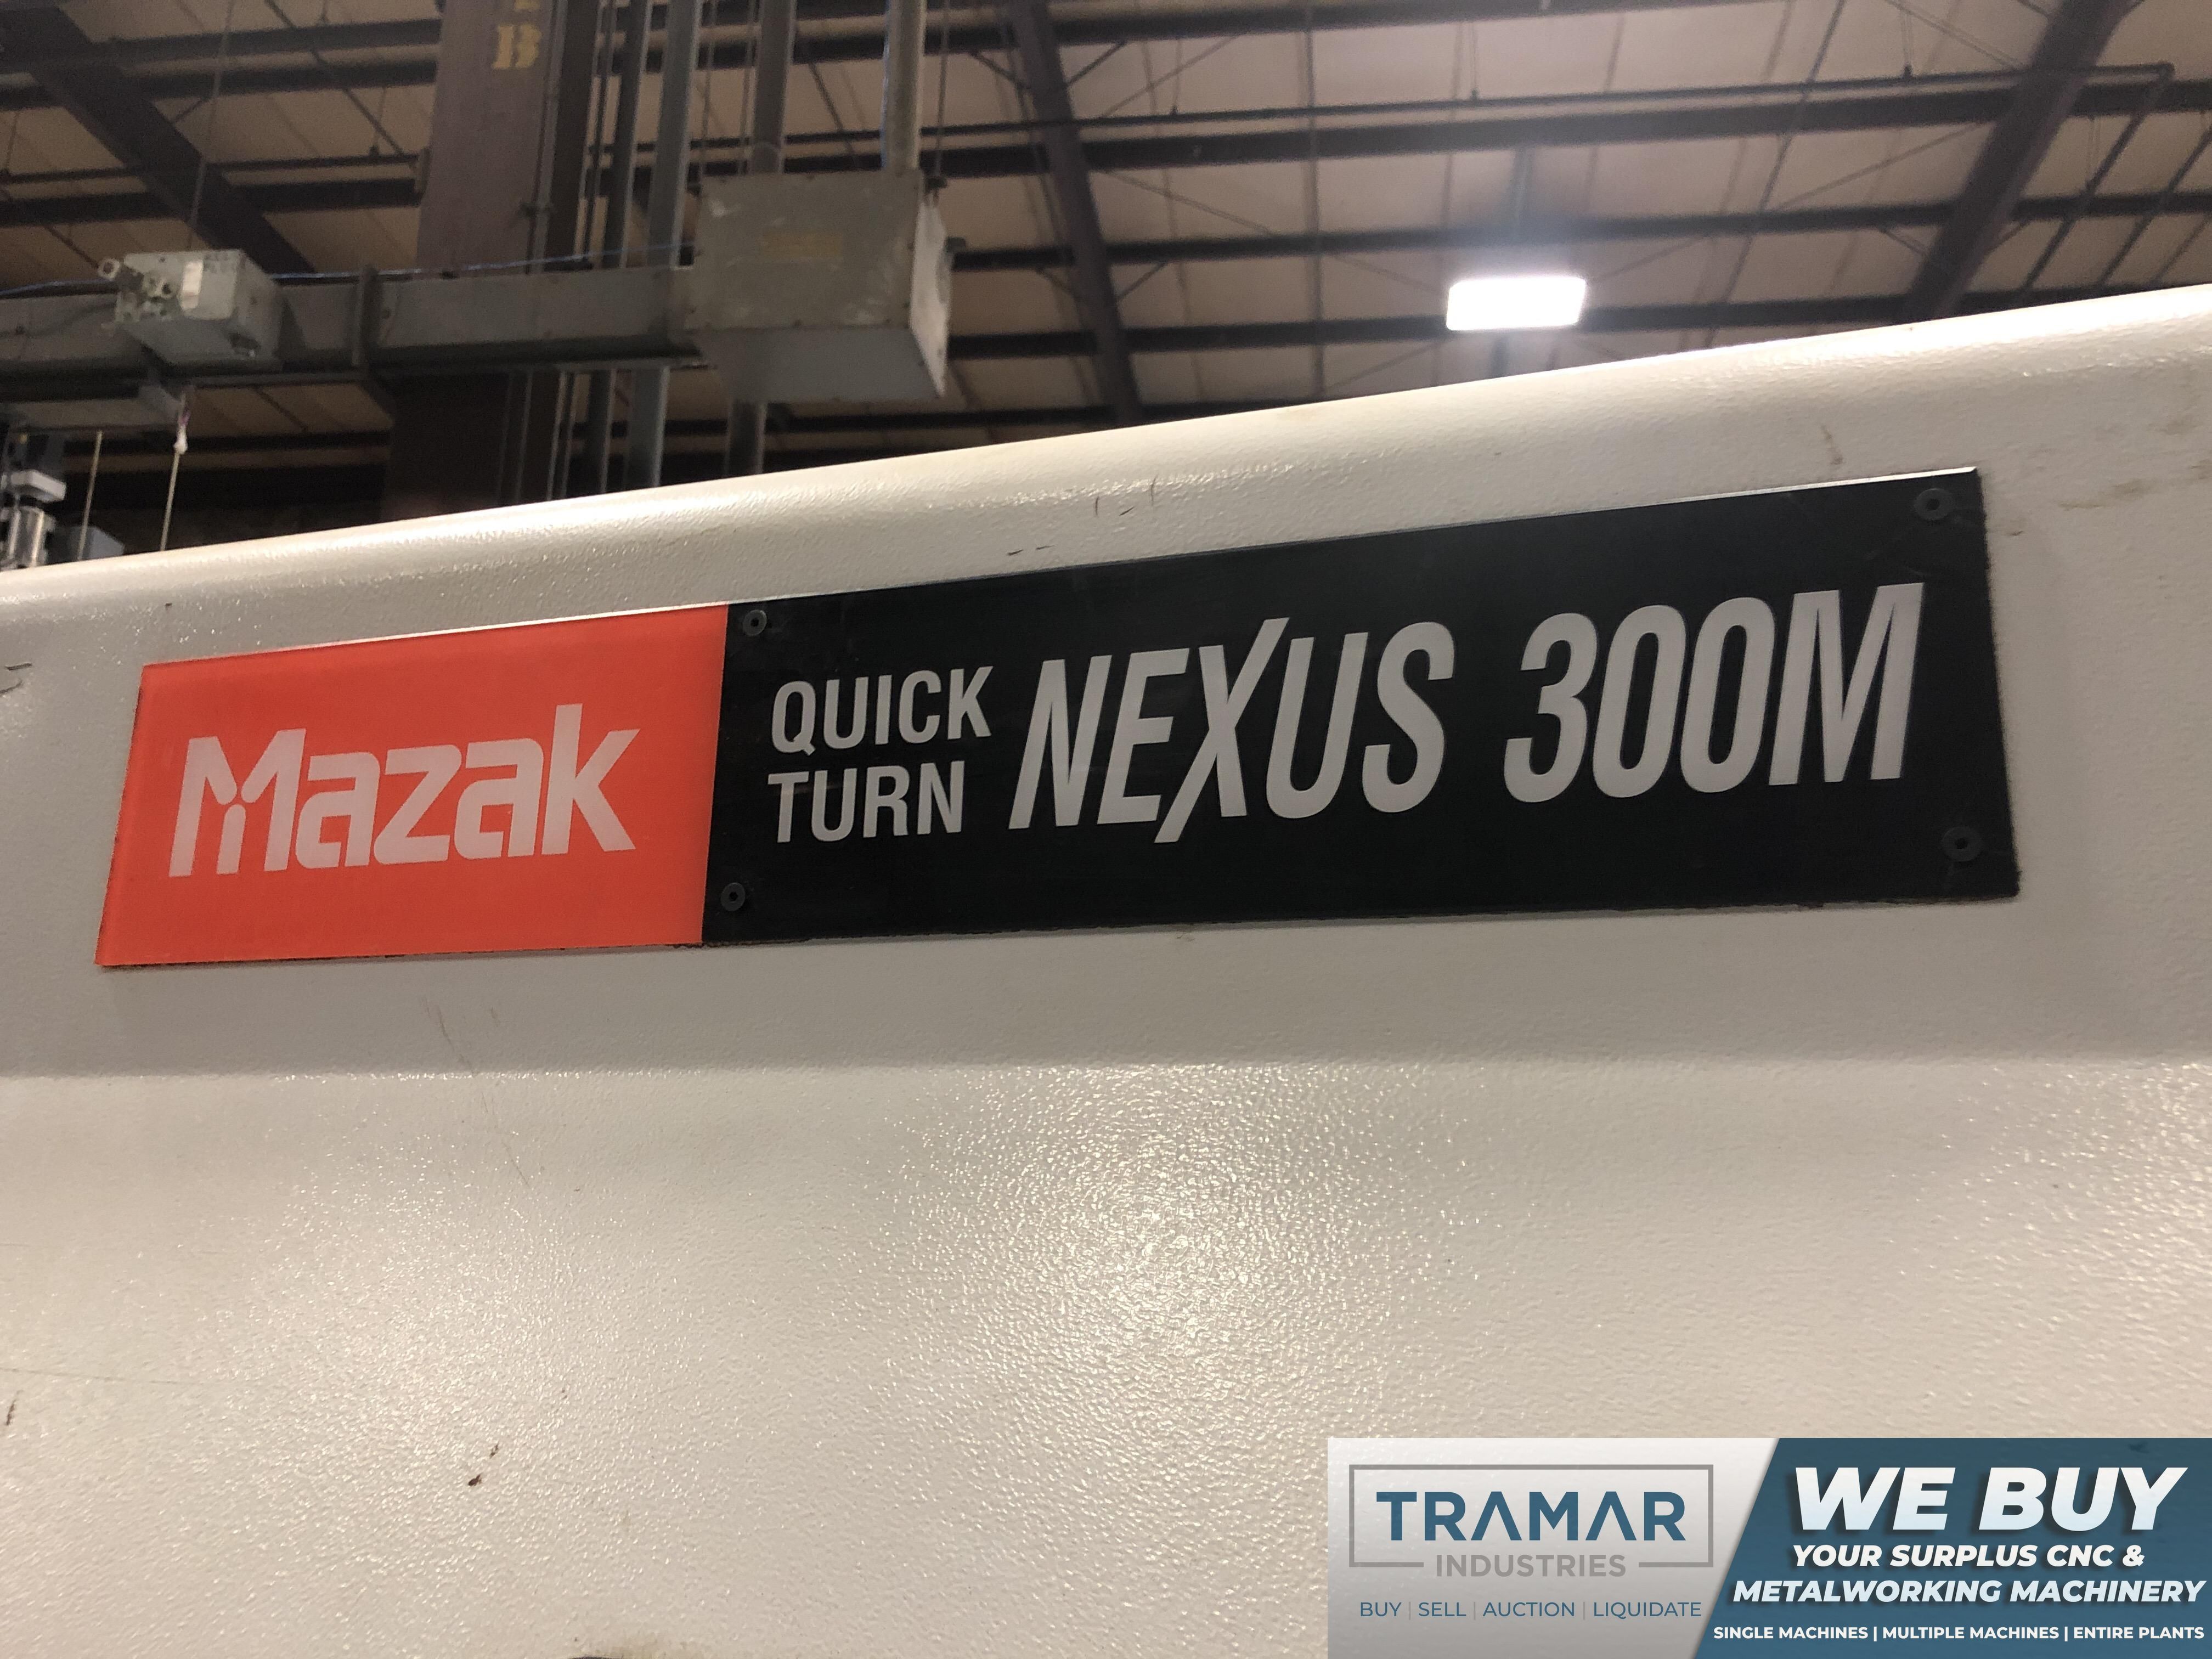 B
Mazak
QUICK
TURN
NEXUS 300M
TRAMAR
INDUSTRIES
BUY | SELL | AUCTION | LIQUIDATE
WE BUY
YOUR SURPLUS CNC &
METALWORKING MACHINERY
SINGLE MACHINES | MULTIPLE MACHINES | ENTIRE PLANTS